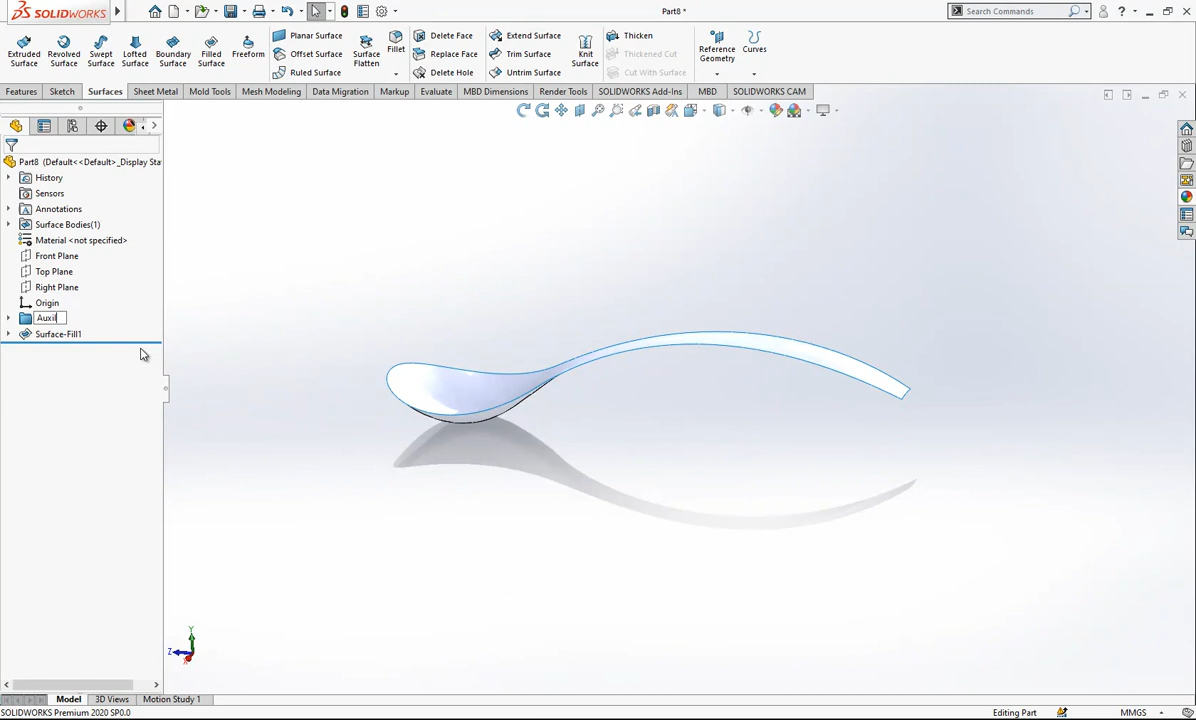 SOLIDWORKS
Part8 *
Search Commands
Extruded Surface
Revolved Surface
Swept Surface
Lofted Surface
Boundary Surface
Filled Surface
Freeform
Planar Surface
Offset Surface
Ruled Surface
Surface Flatten
Fillet
Delete Face
Replace Face
Delete Hole
Extend Surface
Trim Surface
Untrim Surface
Knit Surface
Thicken
Thickened Cut
Cut With Surface
Reference Geometry
Curves
Features
Sketch
Surfaces
Sheet Metal
Mold Tools
Mesh Modeling
Data Migration
Markup
Evaluate
MBD Dimensions
Render Tools
SOLIDWORKS Add-Ins
MBD
SOLIDWORKS CAM
Part8 (Default<<Default>_Display Sta
History
Sensors
Annotations
Surface Bodies(1)
Material <not specified>
Front Plane
Top Plane
Right Plane
Origin
Auxil
Surface-Fill1
Y
Z
X
Model
3D Views
Motion Study 1
SOLIDWORKS Premium 2020 SP0.0
Editing Part
MMGS